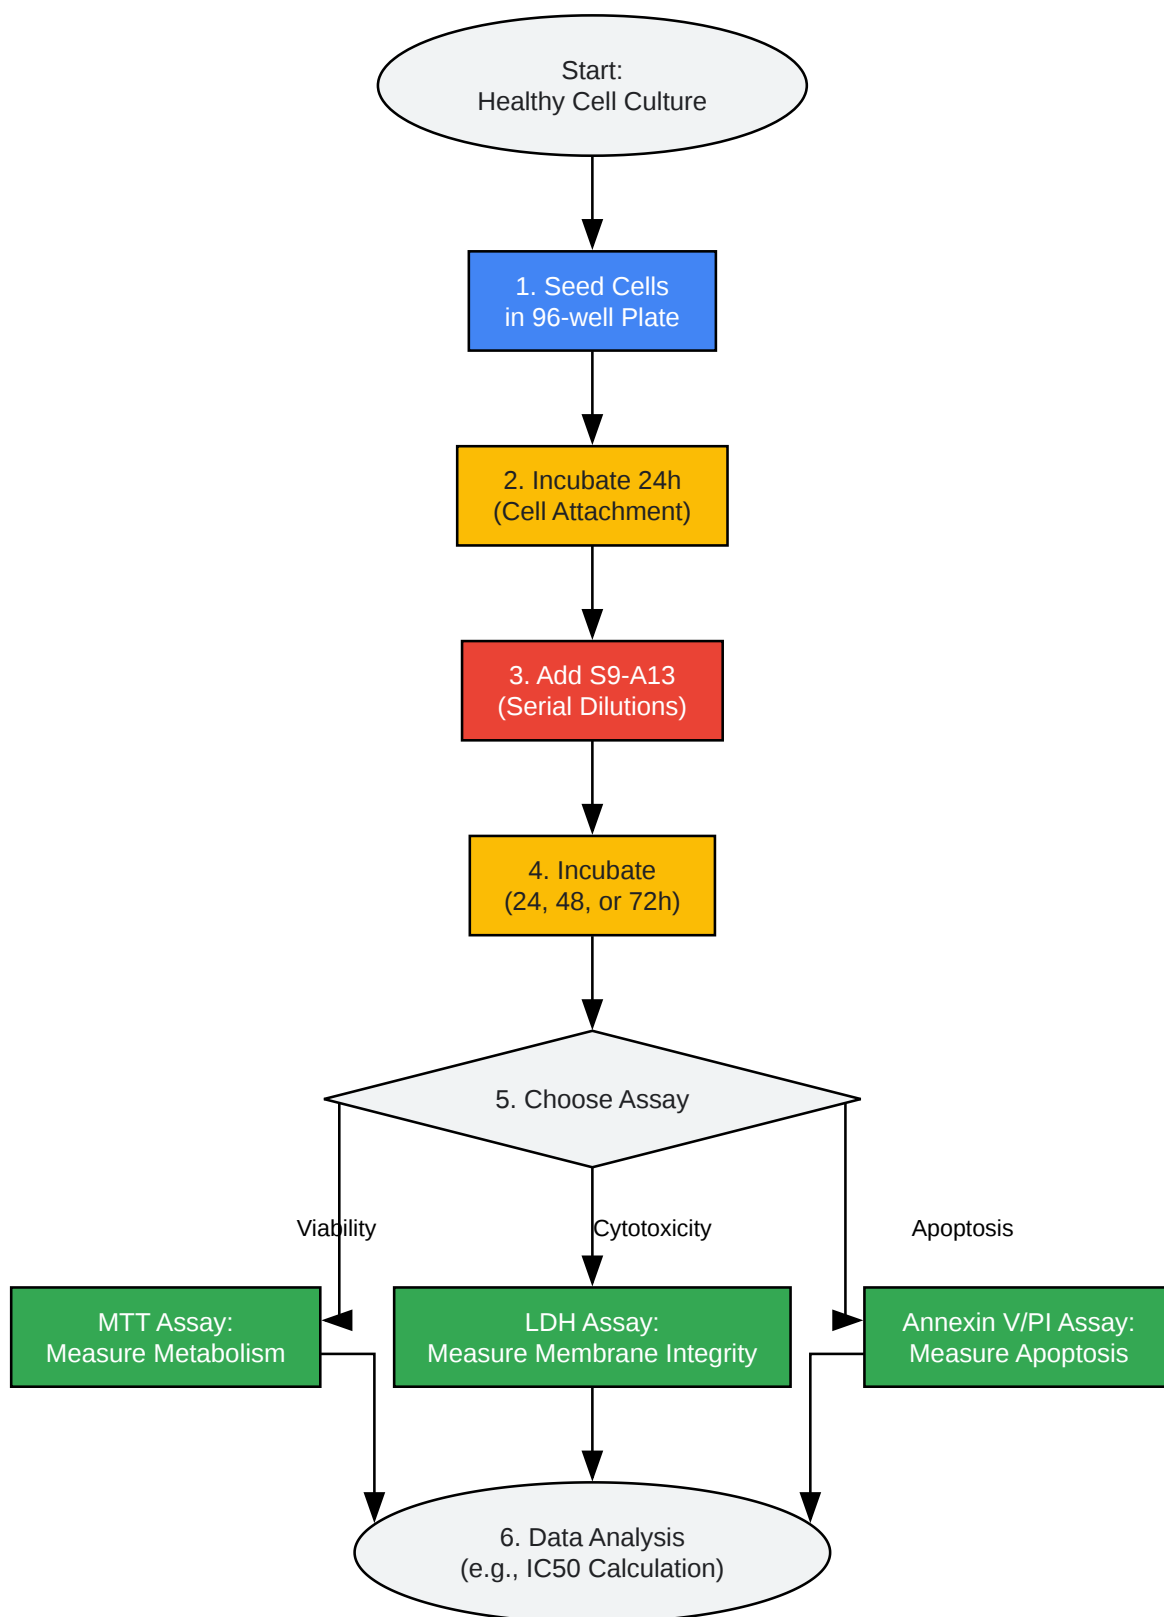 Start:
Healthy Cell Culture
1. Seed Cells
in 96-well Plate
2. Incubate 24h
(Cell Attachment)
3. Add S9-A13
(Serial Dilutions)
4. Incubate
(24, 48, or 72h)
5. Choose Assay
Viability
Cytotoxicity
Apoptosis
MTT Assay:
Measure Metabolism
LDH Assay:
Measure Membrane Integrity
Annexin V/PI Assay:
Measure Apoptosis
6. Data Analysis
(e.g., IC50 Calculation)